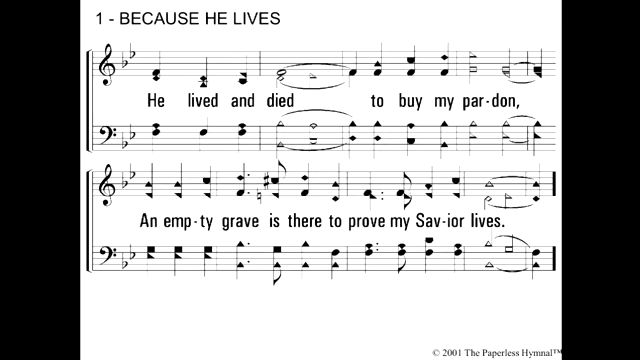 1 - BECAUSE HE LIVES
He lived and died to buy my par-don,
An emp-ty grave is there to prove my Sav-ior lives.
© 2001 The Paperless Hymnal™